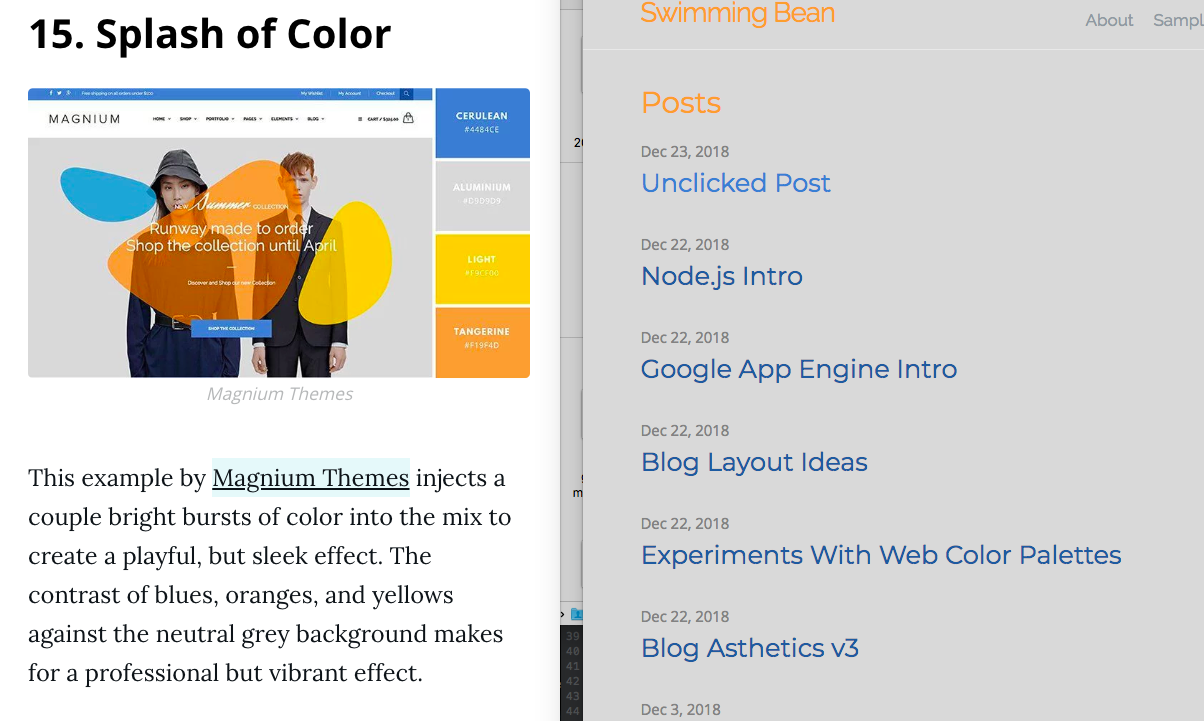 15. Splash of Color
Free shipping on all orders under $100
My Wishlist
My Account
Checkout
MAGNIUM
HOME
SHOP
PORTFOLIO
PAGES
ELEMENTS
BLOG
CART /
NEW Summer COLLECTION
Runway made to order
Shop the collection until April
Discover and Shop our new Collection
SHOP THE COLLECTION
CERULEAN
#4484CE
ALUMINIUM
#D9D9D9
LIGHT
TANGERINE
#F19F4D
Magnium Themes
This example by Magnium Themes injects a
couple bright bursts of color into the mix to
create a playful, but sleek effect. The
contrast of blues, oranges, and yellows
against the neutral grey background makes
for a professional but vibrant effect.
39
40
41
42
43
44
Swimming Bean
About
Posts
Dec 23, 2018
Unclicked Post
Dec 22, 2018
Node.js Intro
Dec 22, 2018
Google App Engine Intro
Dec 22, 2018
Blog Layout Ideas
Dec 22, 2018
Experiments With Web Color Palettes
Dec 22, 2018
Blog Asthetics v3
Dec 3, 2018